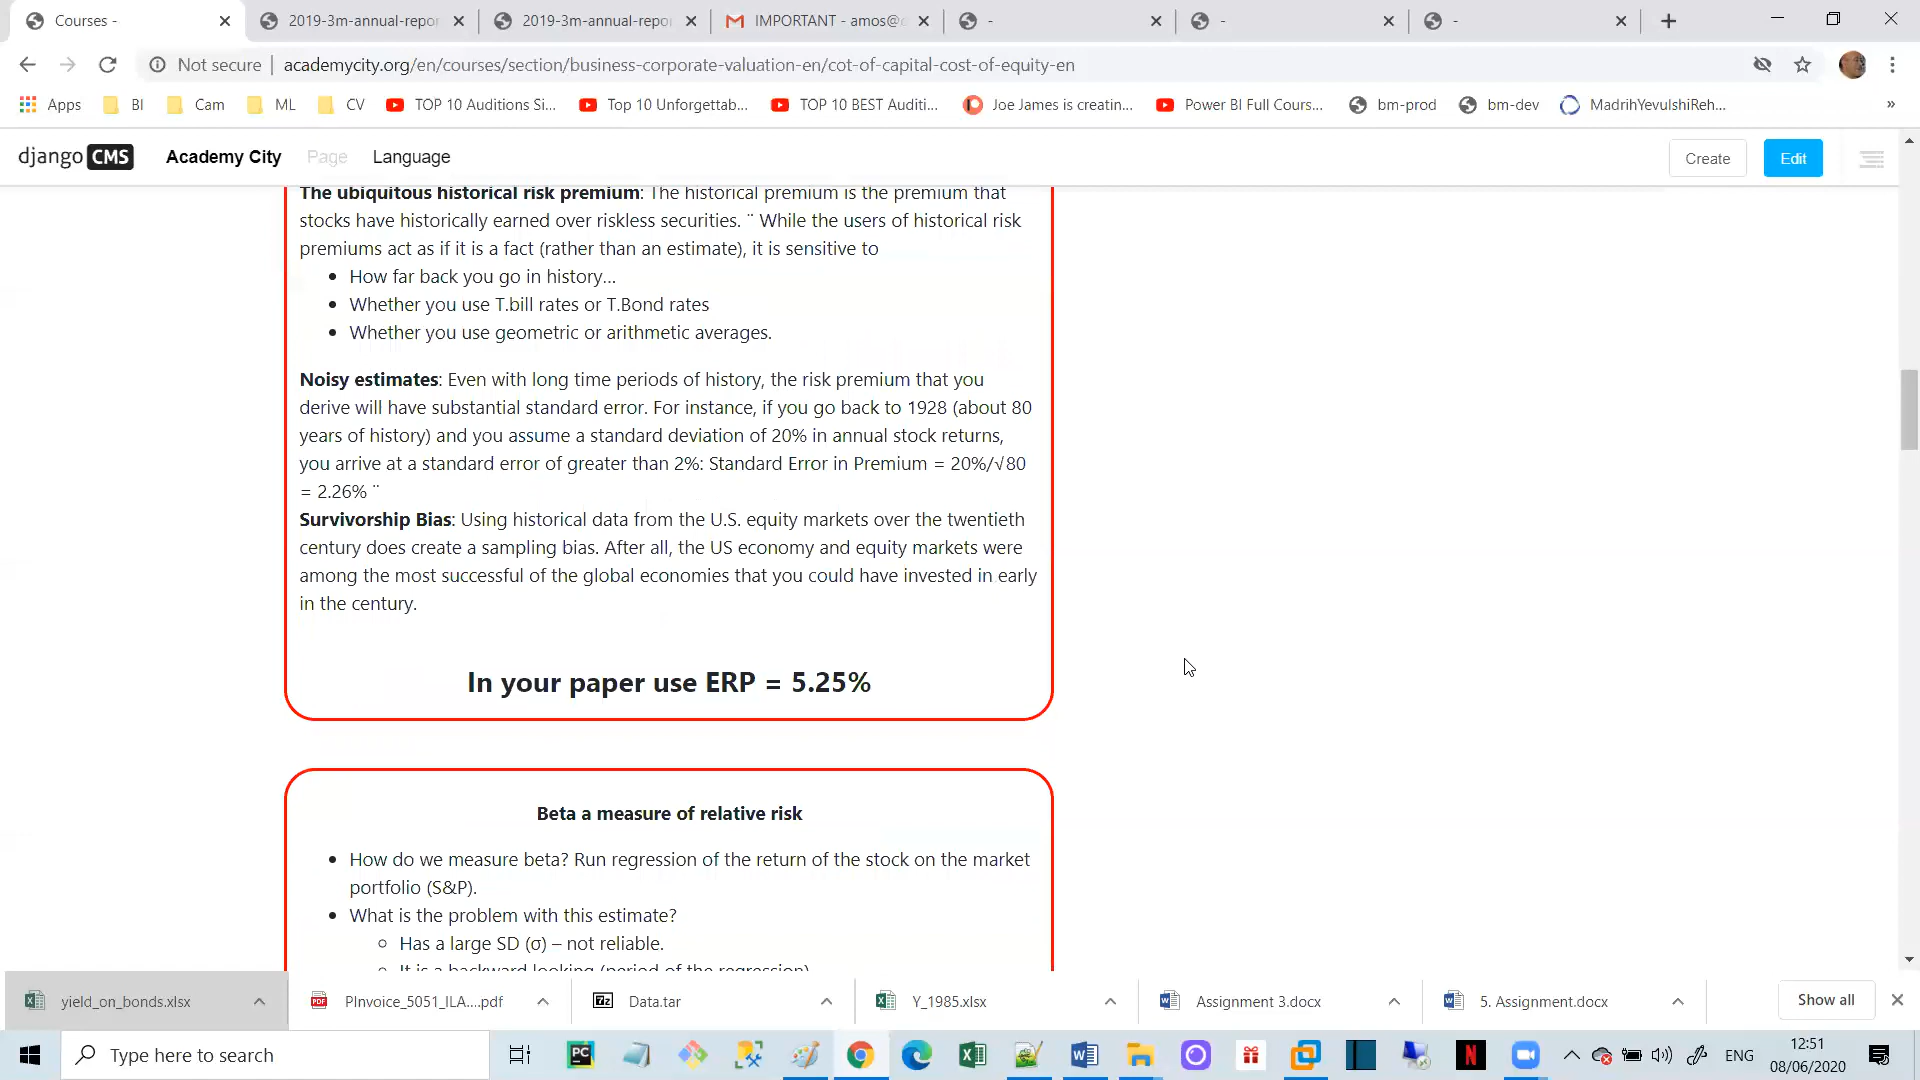 Courses -
2019-3m-annual-repo
2019-3m-annual-repo
IMPORTANT - amos@
-
-
-
Not secure | academycity.org/en/courses/section/business-corporate-valuation-en/cot-of-capital-cost-of-equity-en
Apps BI Cam ML CV TOP 10 Auditions Si... Top 10 Unforgettab... TOP 10 BEST Auditi... Joe James is creatin... Power BI Full Cours... bm-prod bm-dev MadrihYevulshiReh... »
django CMS Academy City Page Language Create Edit
The ubiquitous historical risk premium: The historical premium is the premium that
stocks have historically earned over riskless securities. ¨ While the users of historical risk
premiums act as if it is a fact (rather than an estimate), it is sensitive to
• How far back you go in history...
• Whether you use T.bill rates or T.Bond rates
• Whether you use geometric or arithmetic averages.
Noisy estimates: Even with long time periods of history, the risk premium that you
derive will have substantial standard error. For instance, if you go back to 1928 (about 80
years of history) and you assume a standard deviation of 20% in annual stock returns,
you arrive at a standard error of greater than 2%: Standard Error in Premium = 20%/√80
= 2.26% ¨
Survivorship Bias: Using historical data from the U.S. equity markets over the twentieth
century does create a sampling bias. After all, the US economy and equity markets were
among the most successful of the global economies that you could have invested in early
in the century.
In your paper use ERP = 5.25%
Beta a measure of relative risk
• How do we measure beta? Run regression of the return of the stock on the market
portfolio (S&P).
• What is the problem with this estimate?
○ Has a large SD (σ) – not reliable.
○ It is a backward looking (period of the regression)
yield_on_bonds.xlsx PInvoice_5051_ILA....pdf Data.tar Y_1985.xlsx Assignment 3.docx 5. Assignment.docx Show all
Type here to search ENG 12:51
08/06/2020